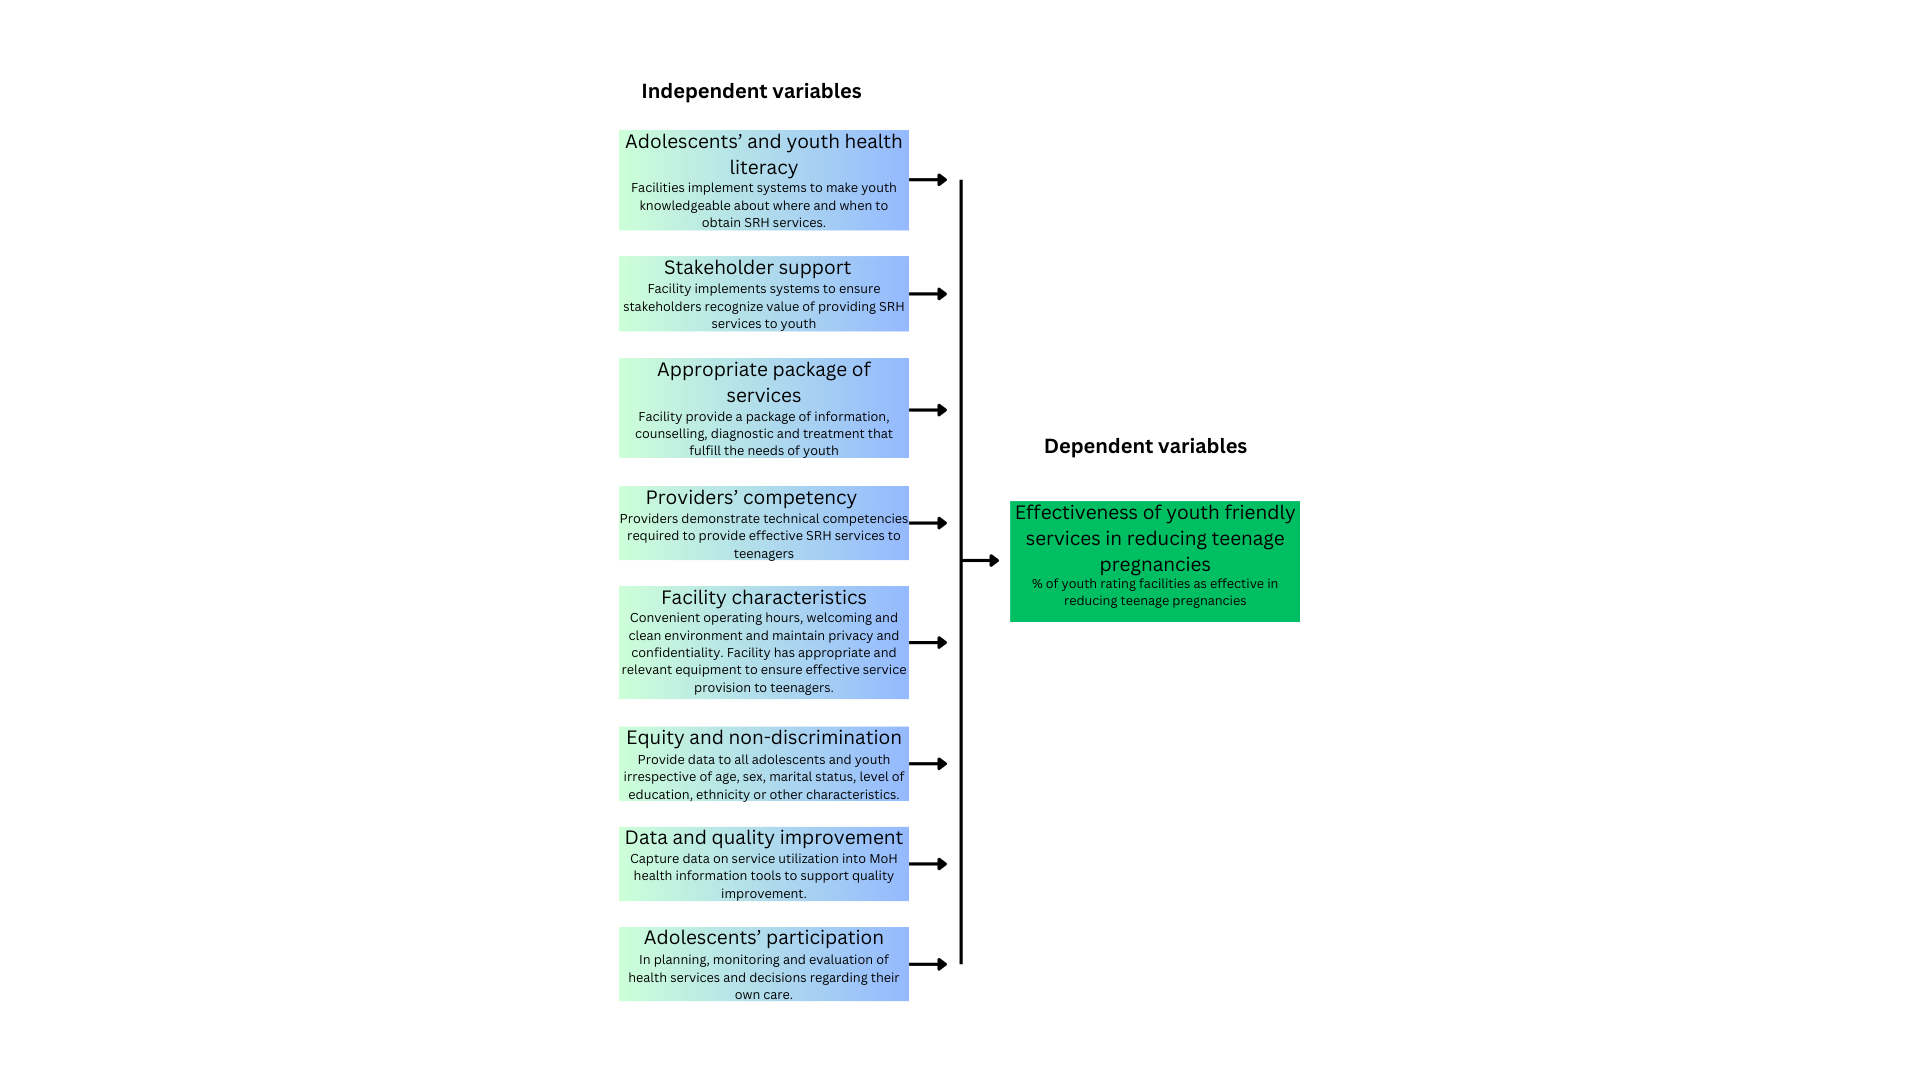 Independent variables
Adolescents’ and youth health
literacy
Facilities implement systems to make youth
knowledgeable about where and when to
obtain SRH services.
Stakeholder support
Facility implements systems to ensure
stakeholders recognize value of providing SRH
services to youth
Appropriate package of
services
Facility provide a package of information,
counselling, diagnostic and treatment that
fulfill the needs of youth
Providers’ competency
Providers demonstrate technical competencies
required to provide effective SRH services to
teenagers
Facility characteristics
Convenient operating hours, welcoming and
clean environment and maintain privacy and
confidentiality. Facility has appropriate and
relevant equipment to ensure effective service
provision to teenagers.
Equity and non-discrimination
Provide data to all adolescents and youth
irrespective of age, sex, marital status, level of
education, ethnicity or other characteristics.
Data and quality improvement
Capture data on service utilization into MoH
health information tools to support quality
improvement.
Adolescents’ participation
In planning, monitoring and evaluation of
health services and decisions regarding their
own care.
Dependent variables
Effectiveness of youth friendly
services in reducing teenage
pregnancies
% of youth rating facilities as effective in
reducing teenage pregnancies